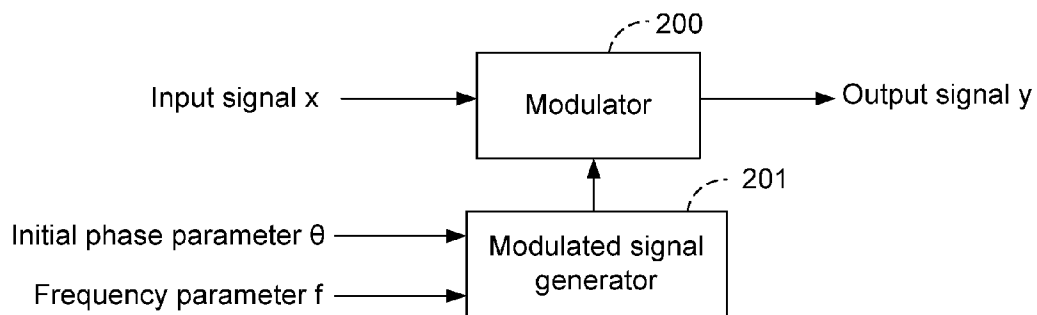 200
Input signal x
Modulator
Output signal y
201
Initial phase parameter θ
Modulated signal
generator
Frequency parameter f